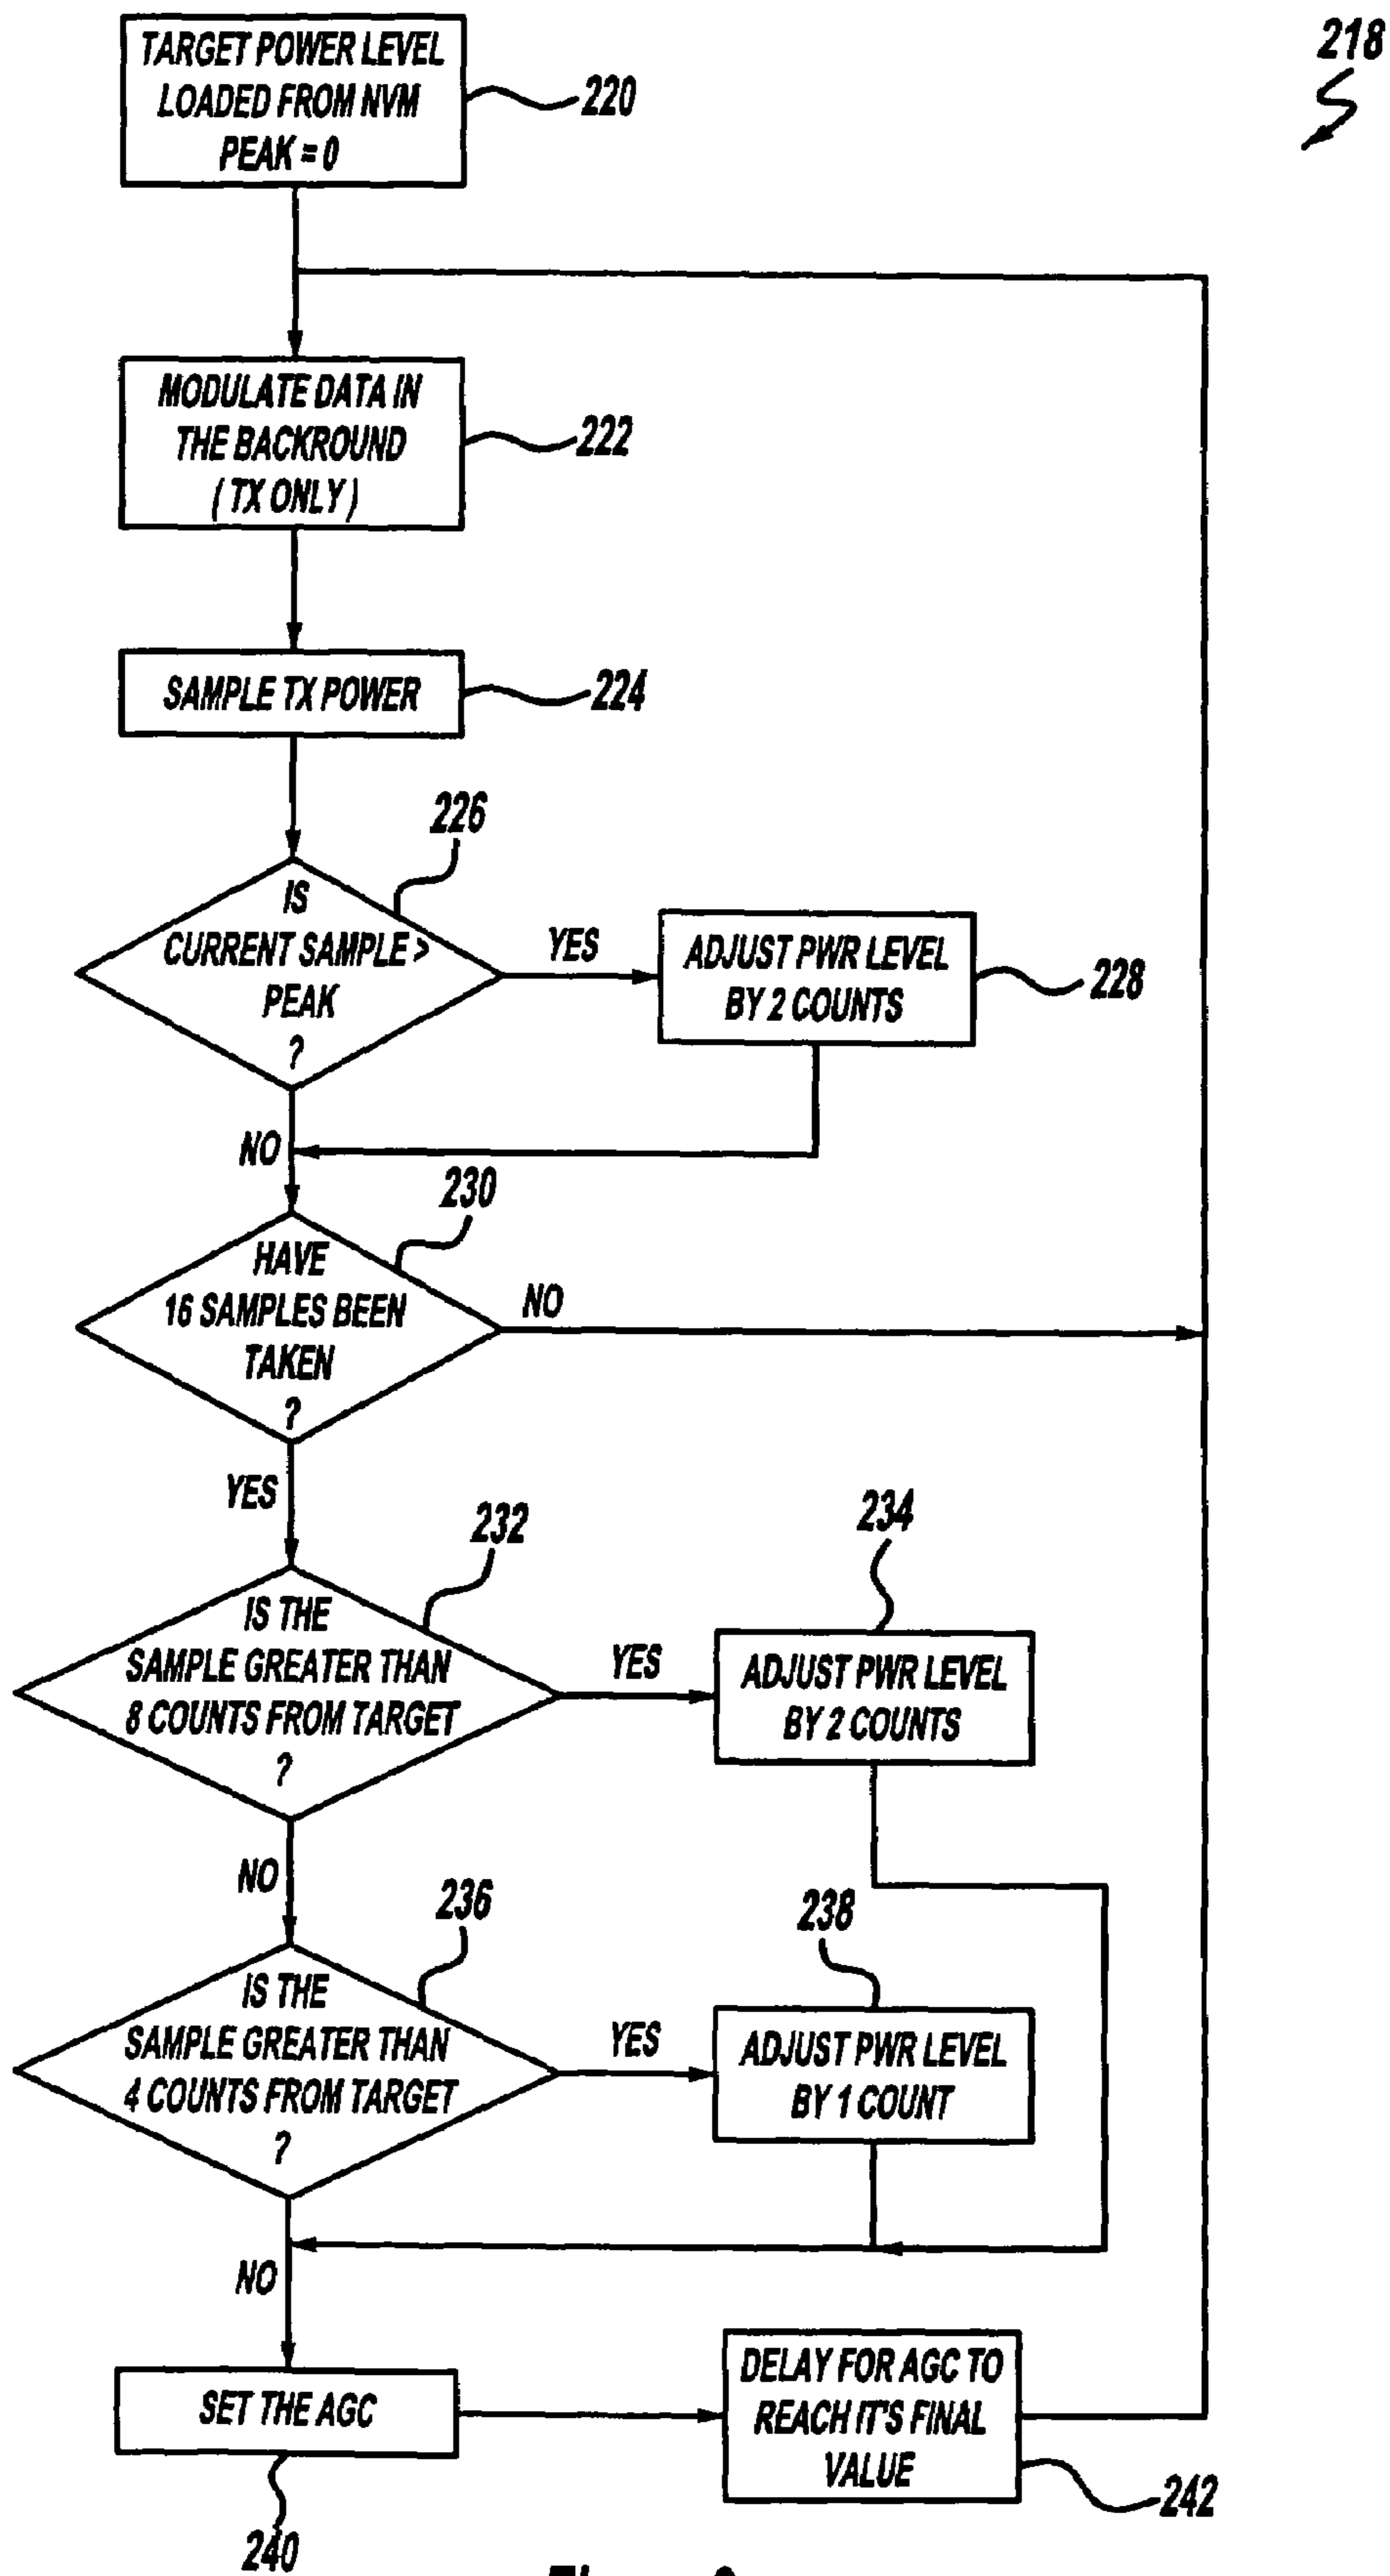 218
TARGET POWER LEVEL
LOADED FROM NVM
PEAK = 0
220
MODULATE DATA IN
THE BACKROUND
( TX ONLY )
222
SAMPLE TX POWER
224
226
IS
CURRENT SAMPLE >
PEAK
?
YES
ADJUST PWR LEVEL
BY 2 COUNTS
228
NO
230
HAVE
16 SAMPLES BEEN
TAKEN
?
NO
YES
232
IS THE
SAMPLE GREATER THAN
8 COUNTS FROM TARGET
?
YES
234
ADJUST PWR LEVEL
BY 2 COUNTS
NO
236
IS THE
SAMPLE GREATER THAN
4 COUNTS FROM TARGET
?
YES
238
ADJUST PWR LEVEL
BY 1 COUNT
NO
SET THE AGC
240
DELAY FOR AGC TO
REACH IT'S FINAL
VALUE
242